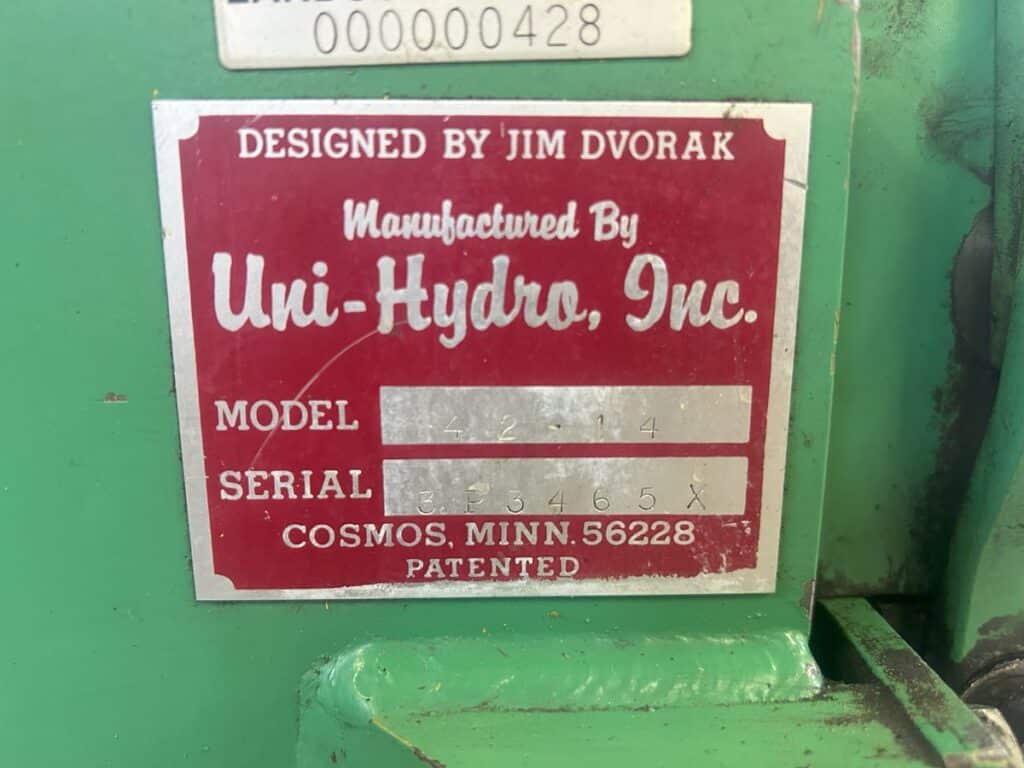 000000428
DESIGNED BY JIM DVORAK
Manufactured By
Uni-Hydro, Inc.
MODEL 42-14
SERIAL 3P3465X
COSMOS, MINN. 56228
PATENTED